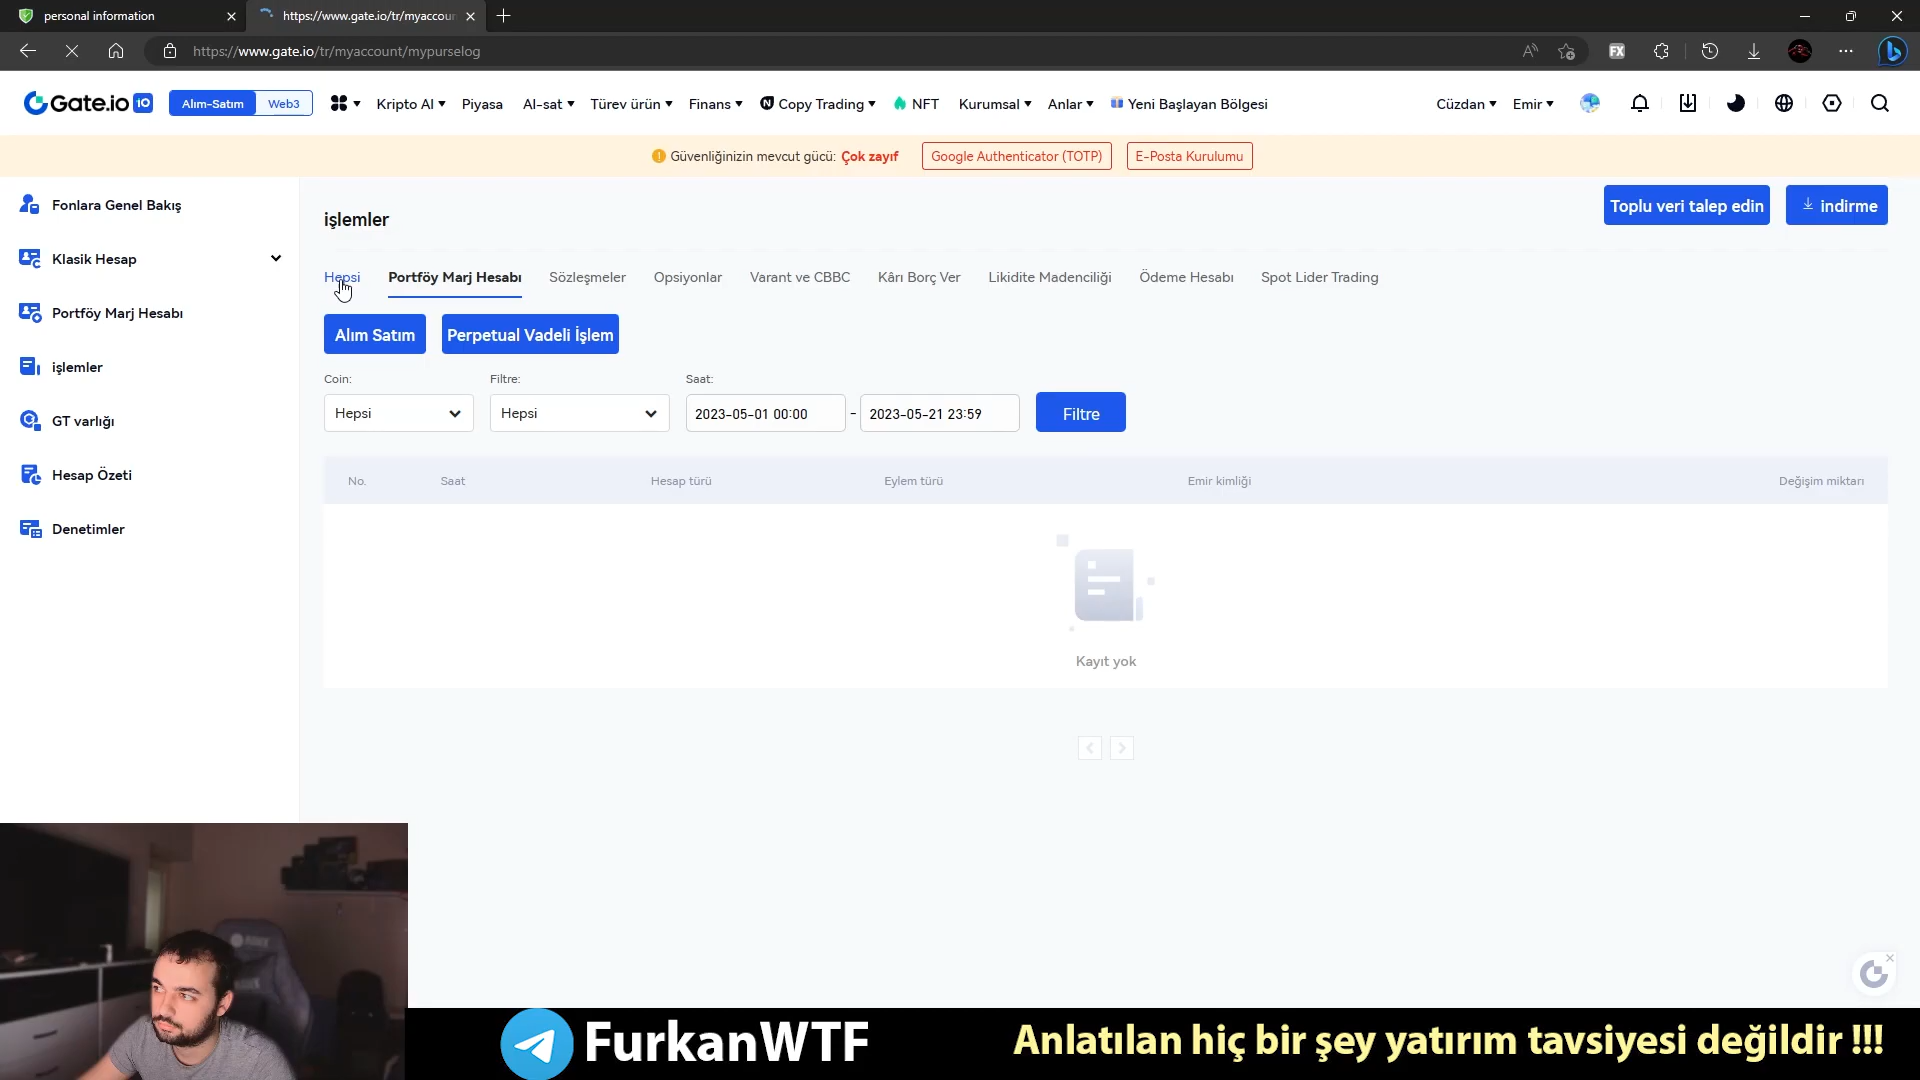 personal information
https://www.gate.io/tr/myaccour
https://www.gate.io/tr/myaccount/mypurselog
Gate.io 10
Alım-Satım
Web3
Kripto Al
Piyasa
Al-sat
Türev ürün
Finans
Copy Trading
NFT
Kurumsal
Anlar
Yeni Başlayan Bölgesi
Cüzdan
Emir
Güvenliğinizin mevcut gücü: Çok zayıf
Google Authenticator (TOTP)
E-Posta Kurulumu
Fonlara Genel Bakış
Klasik Hesap
Portföy Marj Hesabı
işlemler
GT varlığı
Hesap Özeti
Denetimler
işlemler
Toplu veri talep edin
indirme
Hepsi
Portföy Marj Hesabı
Sözleşmeler
Opsiyonlar
Varant ve CBBC
Kârı Borç Ver
Likidite Madenciliği
Ödeme Hesabı
Spot Lider Trading
Alım Satım
Perpetual Vadeli İşlem
Coin:
Filtre:
Saat:
Hepsi
Hepsi
2023-05-01 00:00
-
2023-05-21 23:59
Filtre
No.
Saat
Hesap türü
Eylem türü
Emir kimliği
Değişim miktarı
Kayıt yok
FurkanWTF
Anlatılan hiç bir şey yatırım tavsiyesi değildir !!!